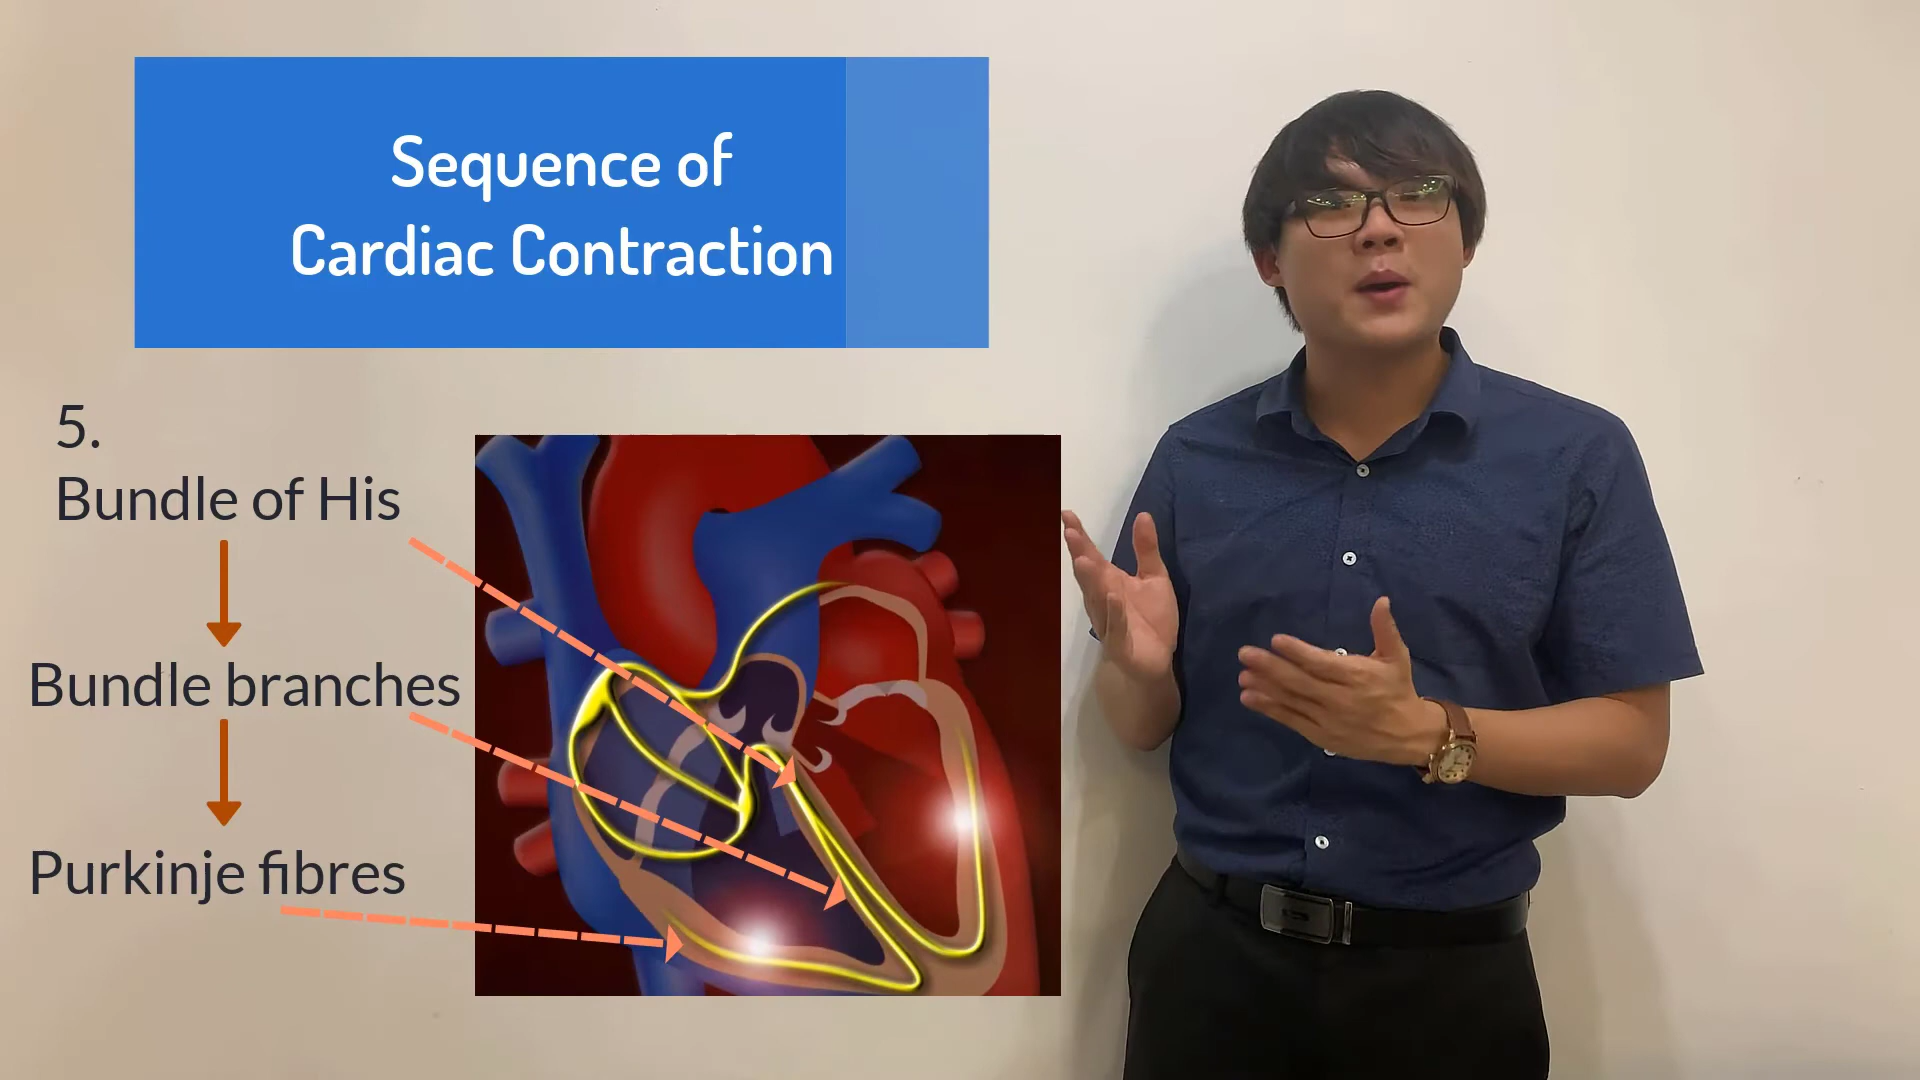 Sequence of
Cardiac Contraction
5.
Bundle of His
Bundle branches
Purkinje fibres